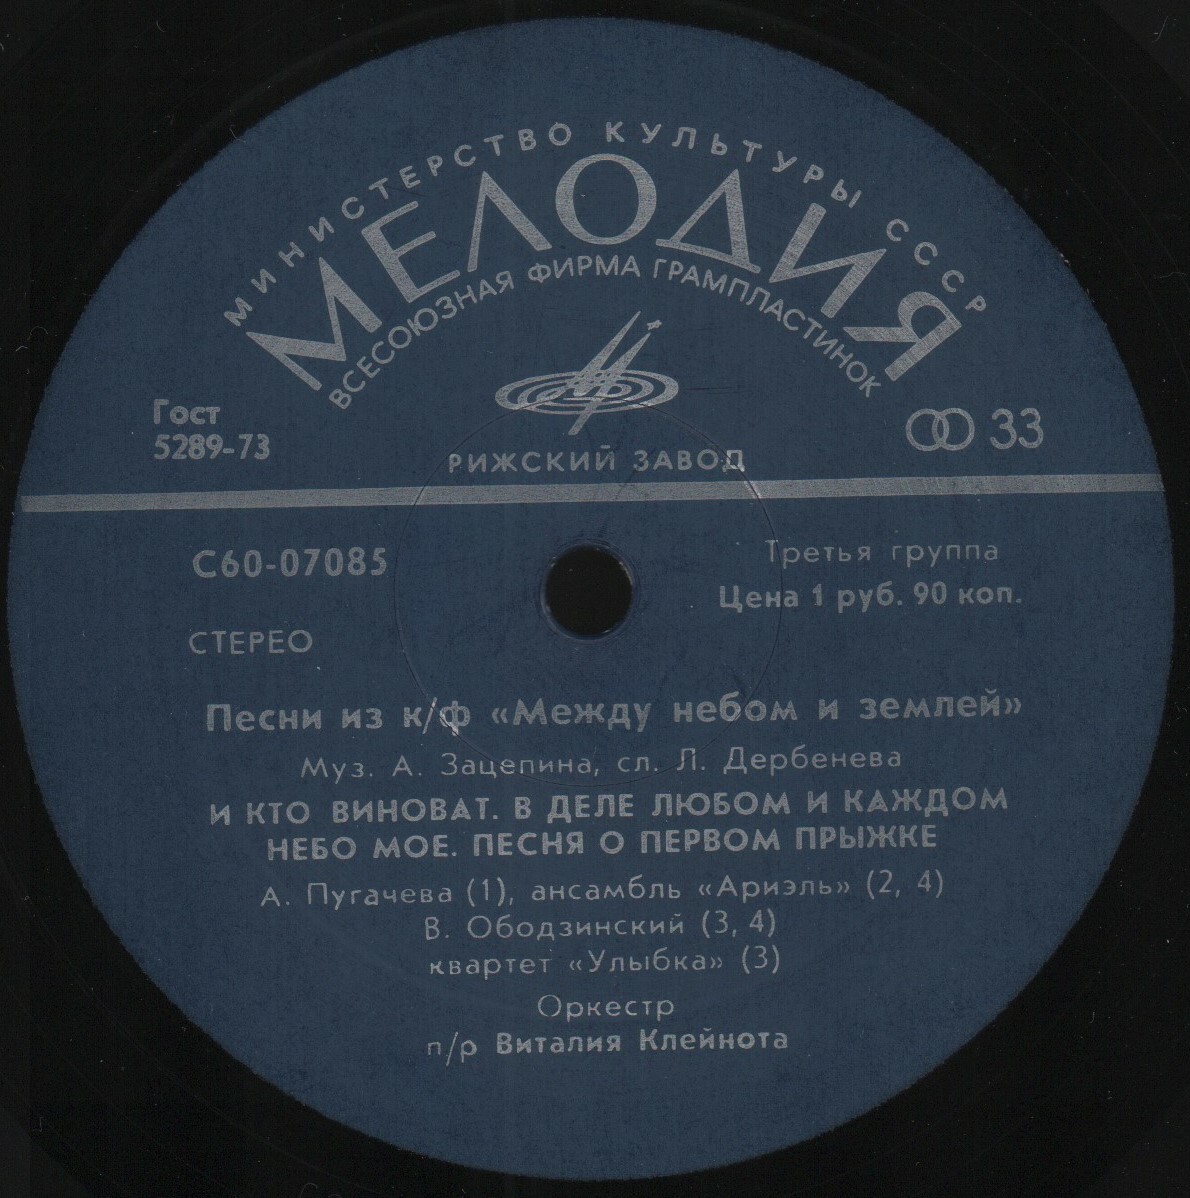 МИНИСТЕРСТВО КУЛЬТУРЫ СССР
МЕЛОДИЯ
ВСЕСОЮЗНАЯ ФИРМА ГРАМПЛАСТИНОК
Гост
5289-73
33
РИЖСКИЙ ЗАВОД
С60-07085
Третья группа
Цена 1 руб. 90 коп.
СТЕРЕО
Песни из к/ф «Между небом и землей»
Муз. А. Зацепина, сл. Л. Дербенева
И КТО ВИНОВАТ. В ДЕЛЕ ЛЮБОМ И КАЖДОМ
НЕБО МОЕ. ПЕСНЯ О ПЕРВОМ ПРЫЖКЕ
А. Пугачева (1), ансамбль «Ариэль» (2, 4)
В. Ободзинский (3, 4)
квартет «Улыбка» (3)
Оркестр
п/р Виталия Клейнота